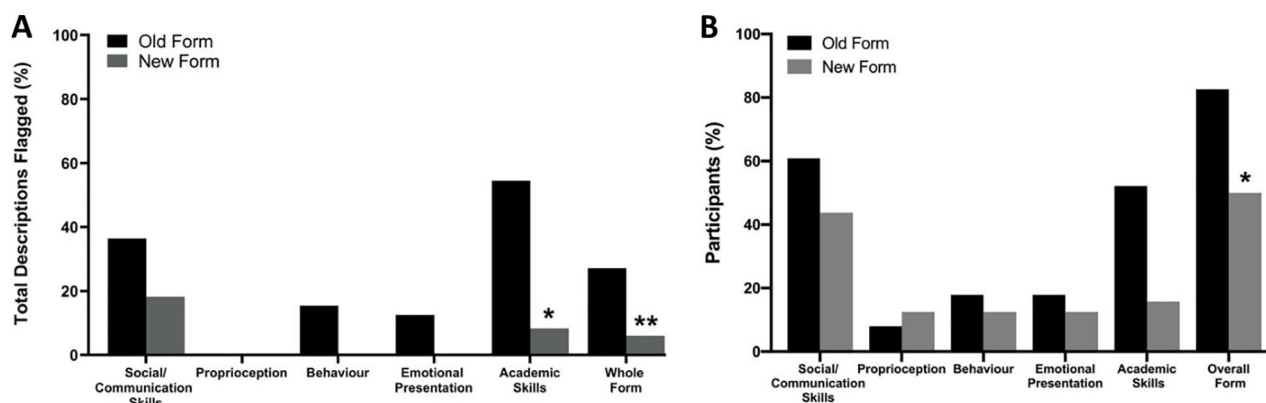 A
Total Descriptions Flagged (%)
100
80
60
40
20
0
Old Form
New Form
*
**
Social/
Communication
Skills
Proprioception
Behaviour
Emotional
Presentation
Academic
Skills
Whole
Form
B
Participants (%)
100
80
60
40
20
0
Old Form
New Form
*
Social/
Communication
Skills
Proprioception
Behaviour
Emotional
Presentation
Academic
Skills
Overall
Form